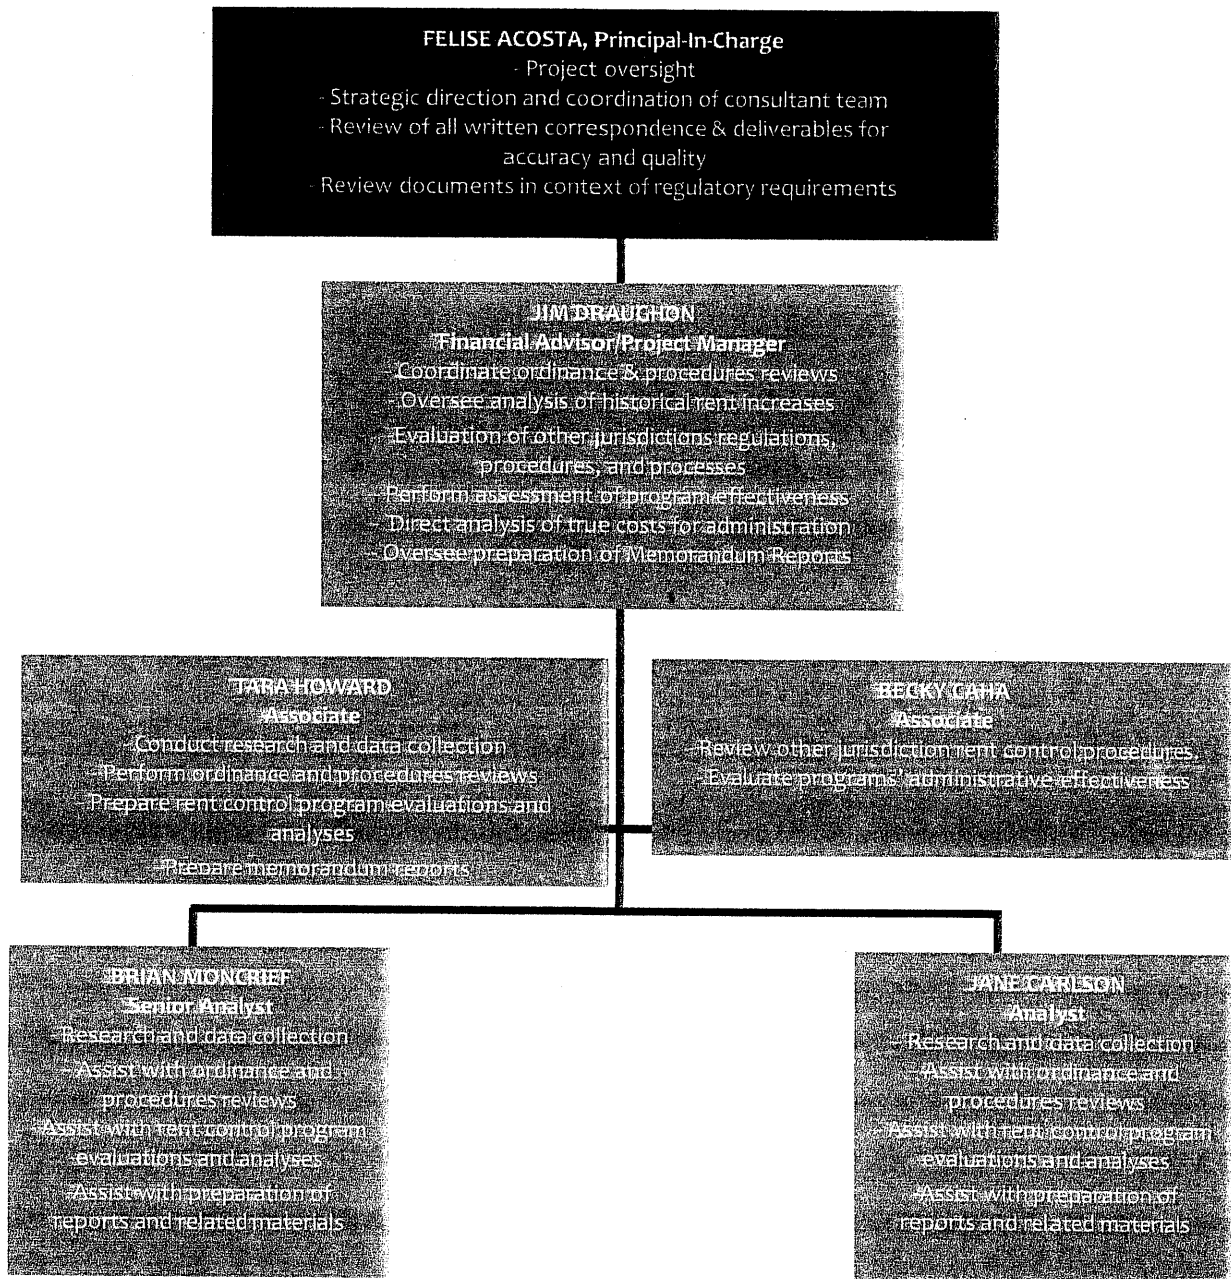 FELISE ACOSTA, Principal-In-Charge
- Project oversight
- Strategic direction and coordination of consultant team
- Review of all written correspondence & deliverables for
accuracy and quality
- Review documents in context of regulatory requirements
JIM DRAUGHON
Financial Advisor/Project Manager
- Coordinate ordinance & procedures reviews
- Oversee analysis of historical rent increases
- Evaluation of other jurisdictions regulations,
procedures, and processes
- Perform assessment of program effectiveness
- Direct analysis of true costs for administration
- Oversee preparation of Memorandum Reports
TARA HOWARD
Associate
- Conduct research and data collection
- Perform ordinance and procedures reviews
- Prepare rent control program evaluations and
analyses
- Prepare memorandum reports
BECKY CAHA
Associate
- Review other jurisdiction rent control procedures,
- Evaluate programs' administrative effectiveness
BRIAN MONCRIEF
Senior Analyst
- Research and data collection
- Assist with ordinance and
procedures reviews
- Assist with rent control program
evaluations and analyses
- Assist with preparation of
reports and related materials
JANE CARLSON
Analyst
- Research and data collection
- Assist with ordinance and
procedures reviews
- Assist with rent control program
evaluations and analyses
- Assist with preparation of
reports and related materials